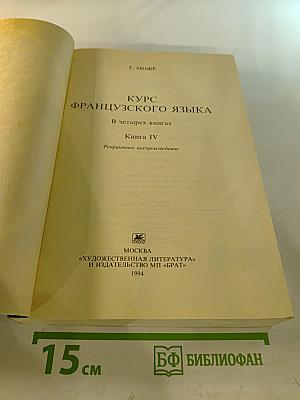 Г. МОЖЕ
КУРС
ФРАНЦУЗСКОГО ЯЗЫКА
В четырех книгах
Книга IV
Репринтное воспроизведение
МОСКВА
«ХУДОЖЕСТВЕННАЯ ЛИТЕРАТУРА»
И ИЗДАТЕЛЬСТВО МП «БРАТ»
1994
15 см
БФ БИБЛИОФАН